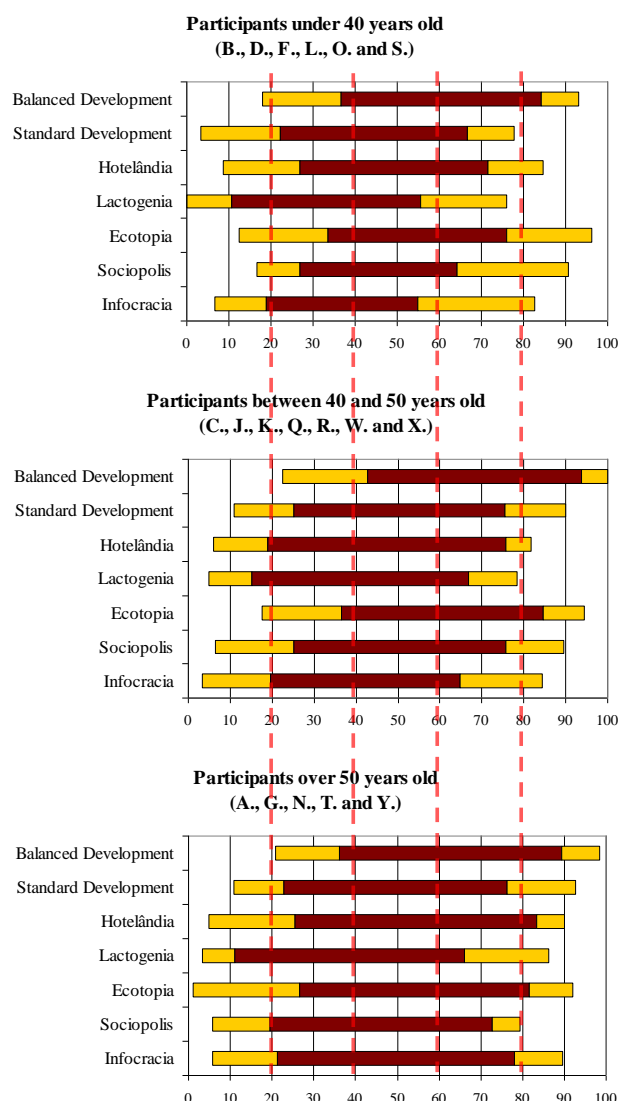 Participants under 40 years old
(B., D., F., L., O. and S.)
Balanced Development
Standard Development
Hotelândia
Lactogenia
Ecotopia
Sociopolis
Infocracia
0 10 20 30 40 50 60 70 80 90 100
Participants between 40 and 50 years old
(C., J., K., Q., R., W. and X.)
Balanced Development
Standard Development
Hotelândia
Lactogenia
Ecotopia
Sociopolis
Infocracia
0 10 20 30 40 50 60 70 80 90 100
Participants over 50 years old
(A., G., N., T. and Y.)
Balanced Development
Standard Development
Hotelândia
Lactogenia
Ecotopia
Sociopolis
Infocracia
0 10 20 30 40 50 60 70 80 90 100